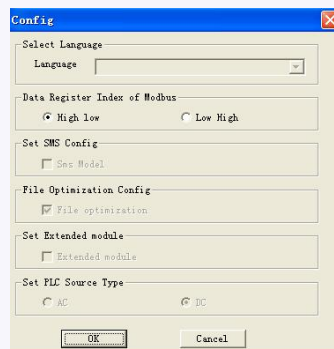 Config
Select Language
Language
Data Register Index of Modbus
High low Low High
Set SMS Config
Sms Model
File Optimization Config
File optimization
Set Extended module
Extended module
Set PLC Source Type
AC DC
OK Cancel